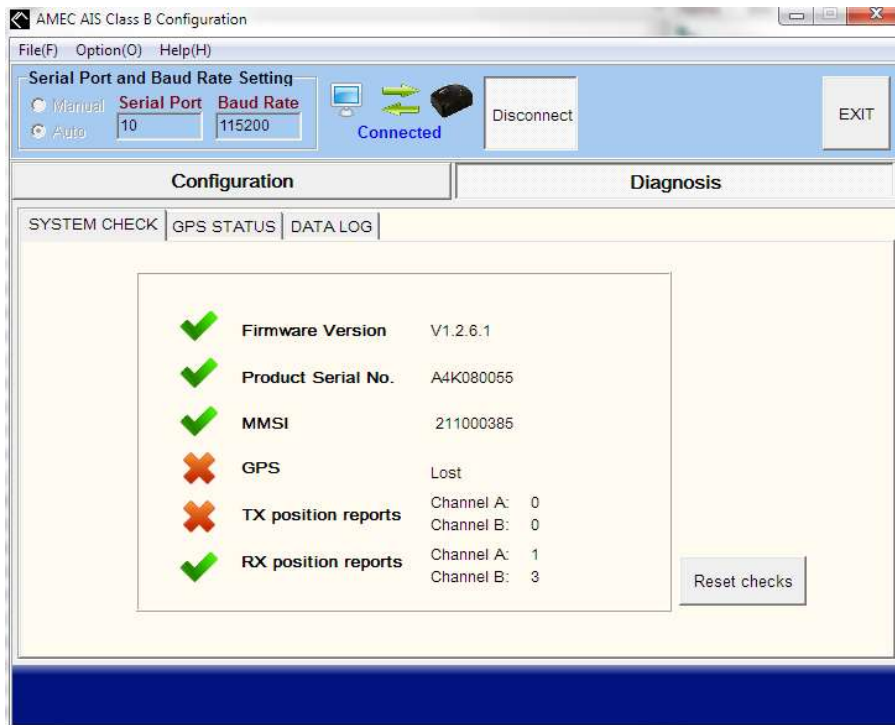 AMEC AIS Class B Configuration
File(F) Option(O) Help(H)
Serial Port and Baud Rate Setting
Manual Serial Port Baud Rate
Auto 10 115200
Connected
Disconnect
EXIT
Configuration Diagnosis
SYSTEM CHECK GPS STATUS DATA LOG
Firmware Version V1.2.6.1
Product Serial No. A4K080055
MMSI 211000385
GPS Lost
TX position reports Channel A: 0
Channel B: 0
RX position reports Channel A: 1
Channel B: 3
Reset checks